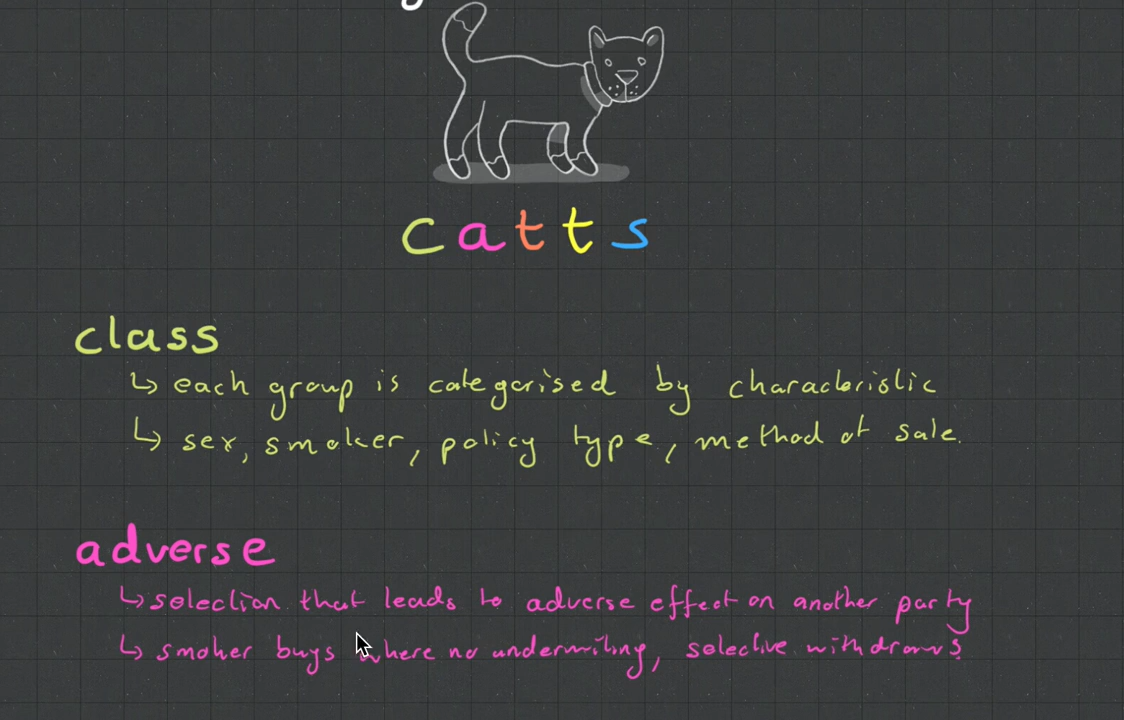 catts
class
↳ each group is categorised by characteristic
↳ sex, smoker, policy type, method of sale.
adverse
↳ selection that leads to adverse effect on another party
↳ smoker buys where no underwriting, selective withdraws